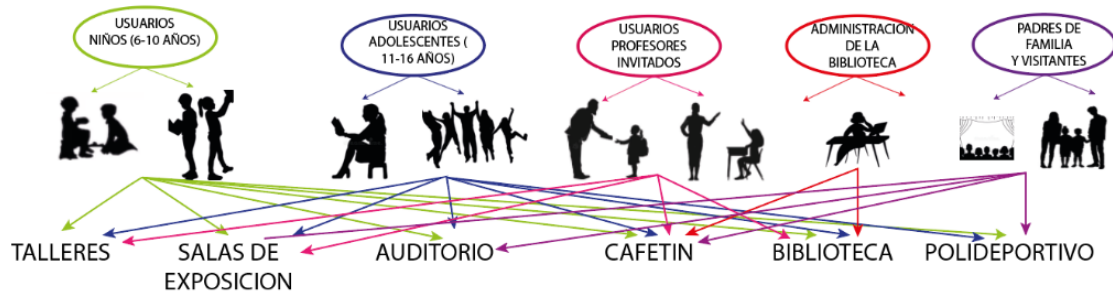 USUARIOS
NIÑOS (6-10 AÑOS)
USUARIOS
ADOLESCENTES (
11-16 AÑOS)
USUARIOS
PROFESORES
INVITADOS
ADMINISTRACION
DE LA
BIBLIOTECA
PADRES DE
FAMILIA
Y VISITANTES
TALLERES
SALAS DE
EXPOSICION
AUDITORIO
CAFETIN
BIBLIOTECA
POLIDEPORTIVO